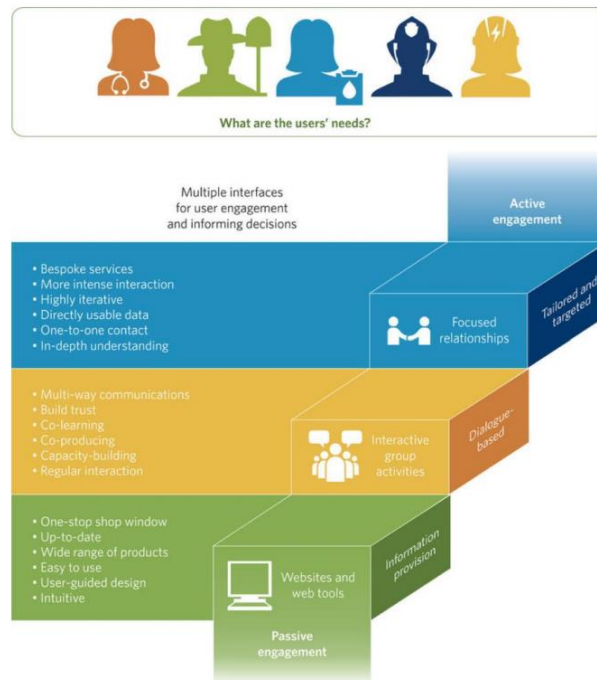 What are the users' needs?
Multiple interfaces
for user engagement
and informing decisions
Active
engagement
• Bespoke services
• More intense interaction
• Highly iterative
• Directly usable data
• One-to-one contact
• In-depth understanding
Focused
relationships
Tailored and
targeted
• Multi-way communications
• Build trust
• Co-learning
• Co-producing
• Capacity-building
• Regular interaction
Interactive
group
activities
Dialogue-
based
• One-stop shop window
• Up-to-date
• Wide range of products
• Easy to use
• User-guided design
• Intuitive
Websites and
web tools
Information
provision
Passive
engagement